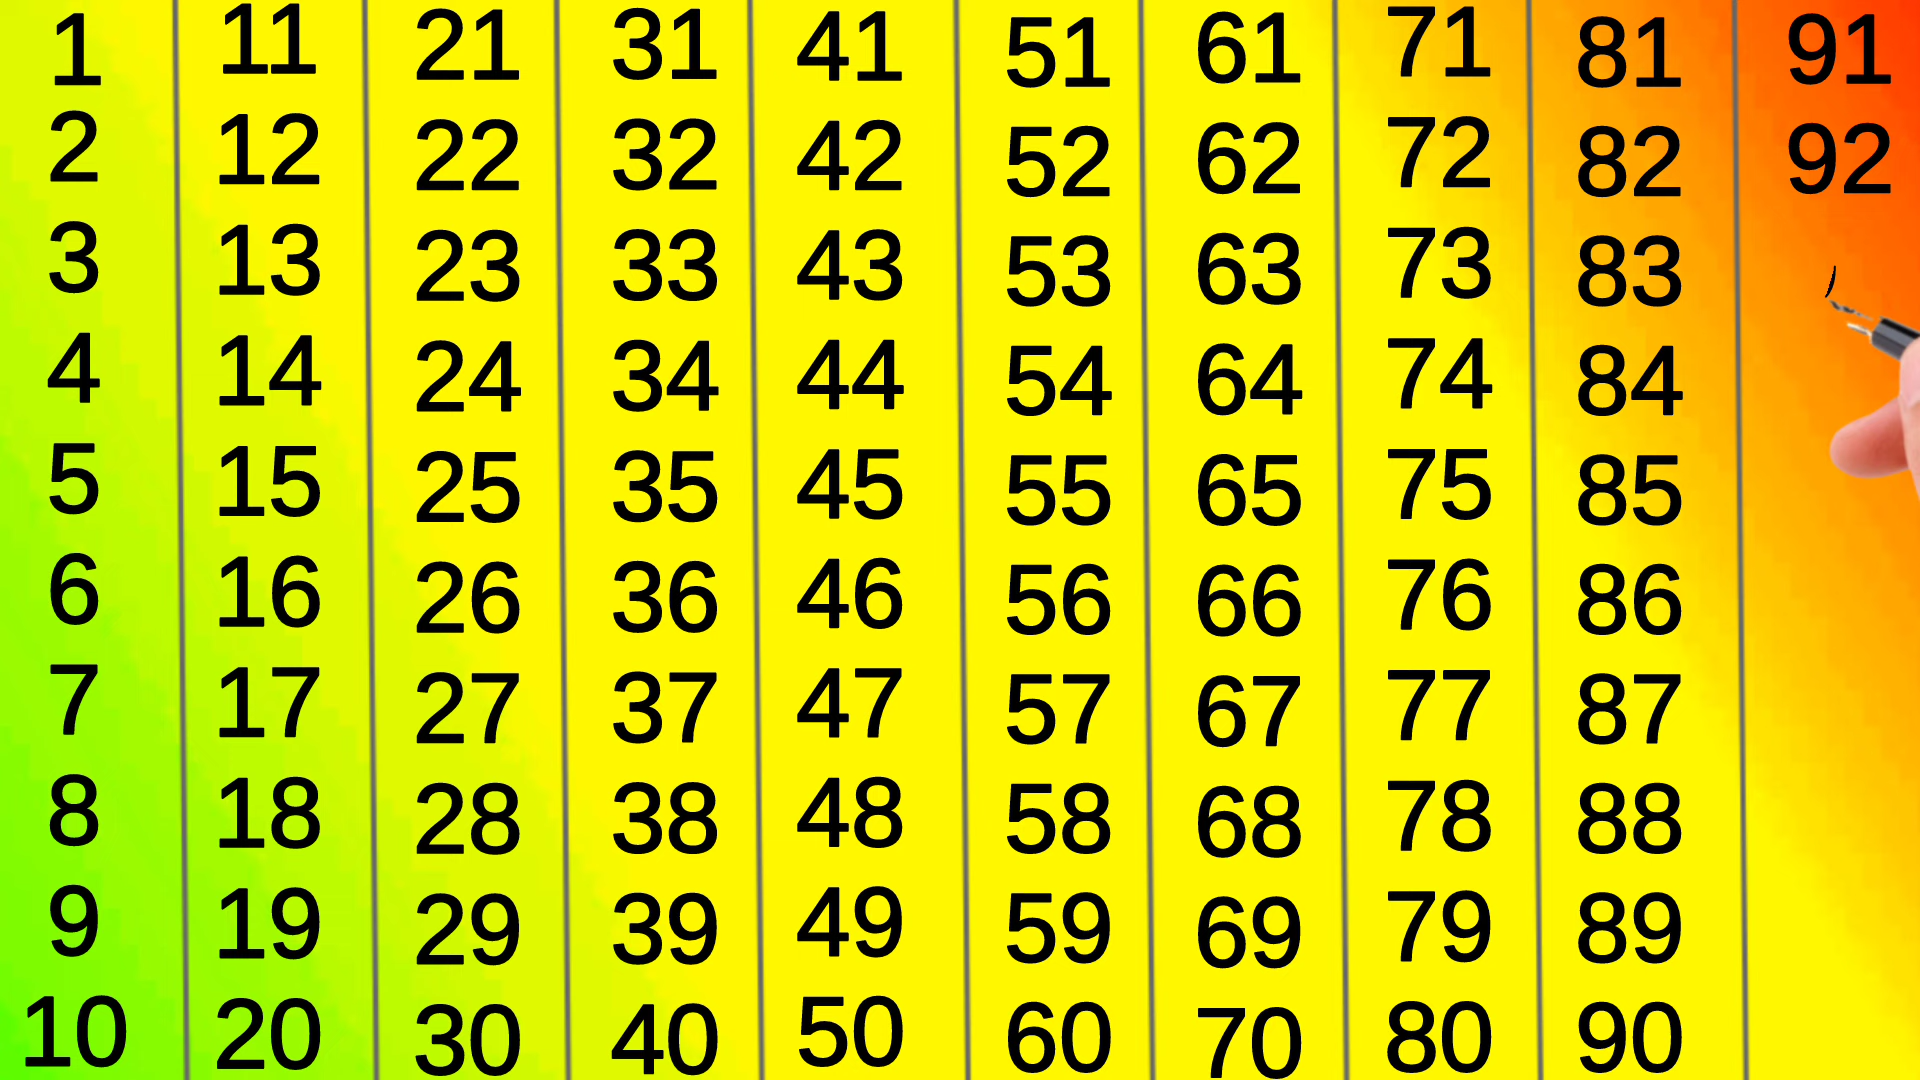 1 11 21 31 41 51 61 71 81 91
2 12 22 32 42 52 62 72 82 92
3 13 23 33 43 53 63 73 83
4 14 24 34 44 54 64 74 84
5 15 25 35 45 55 65 75 85
6 16 26 36 46 56 66 76 86
7 17 27 37 47 57 67 77 87
8 18 28 38 48 58 68 78 88
9 19 29 39 49 59 69 79 89
10 20 30 40 50 60 70 80 90